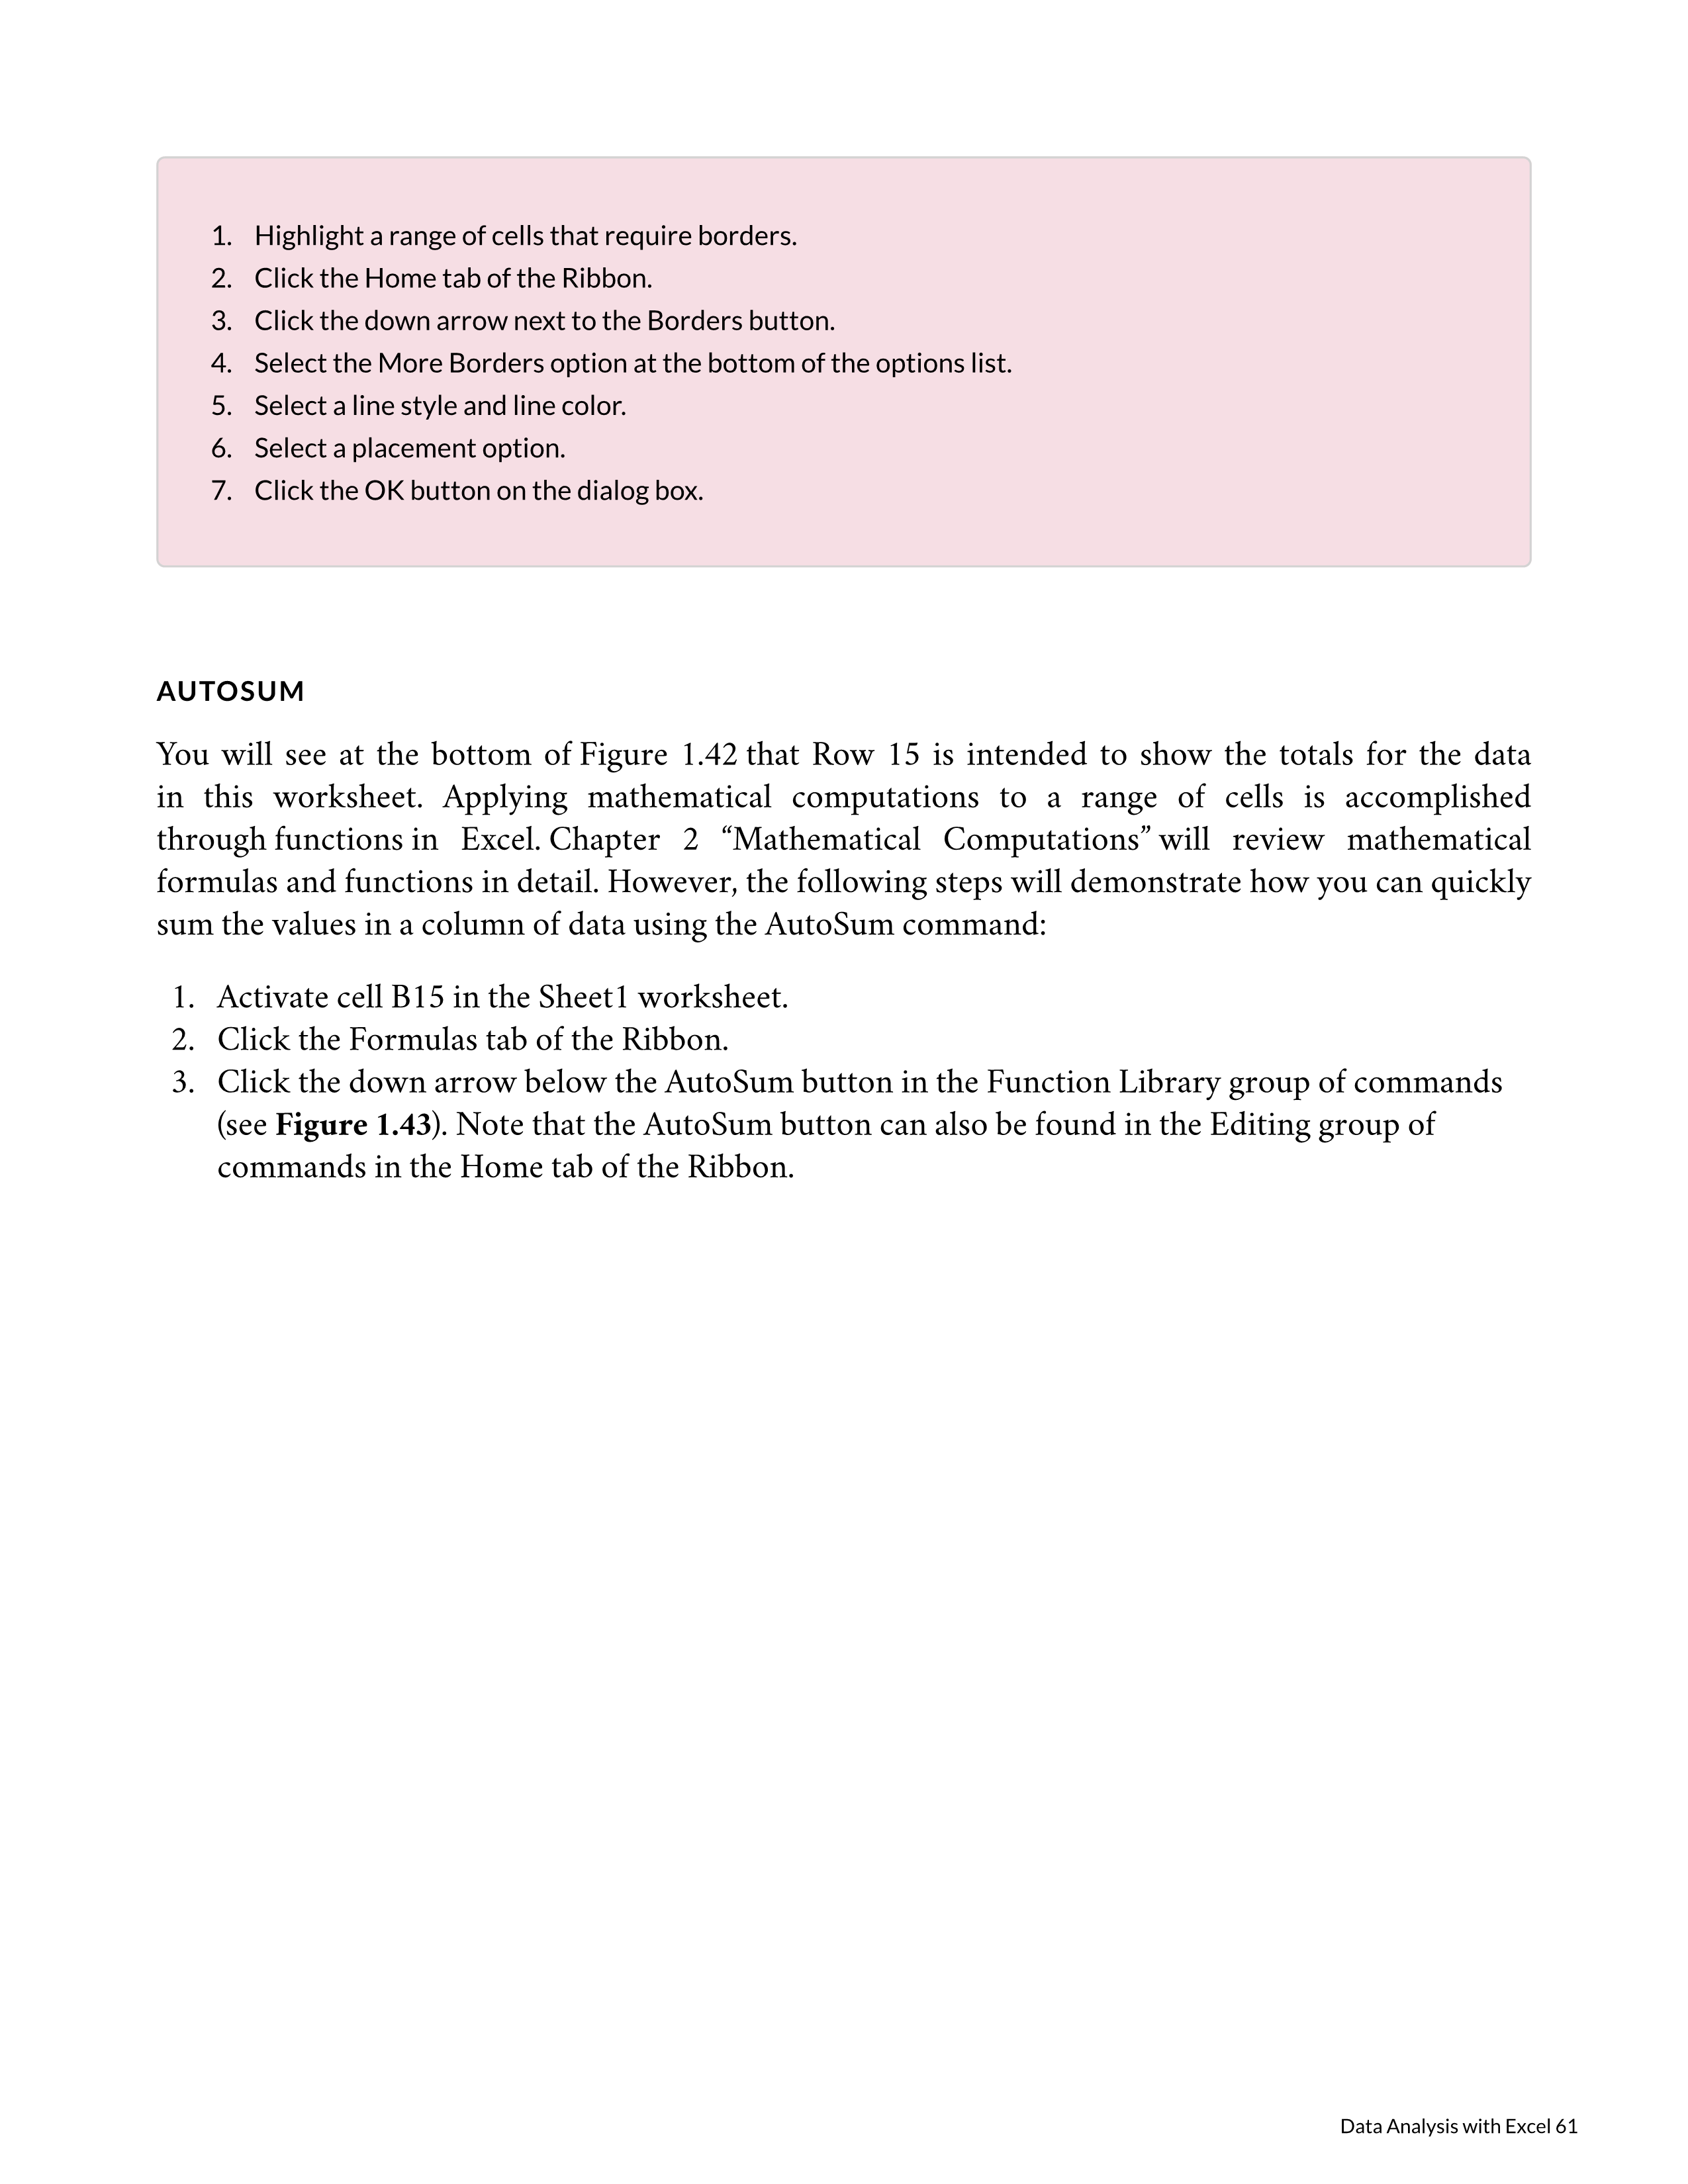 1. Highlight a range of cells that require borders.
2. Click the Home tab of the Ribbon.
3. Click the down arrow next to the Borders button.
4. Select the More Borders option at the bottom of the options list.
5. Select a line style and line color.
6. Select a placement option.
7. Click the OK button on the dialog box.
AUTOSUM
You will see at the bottom of Figure 1.42 that Row 15 is intended to show the totals for the data
in this worksheet. Applying mathematical computations to a range of cells is accomplished
through functions in Excel. Chapter 2 “Mathematical Computations” will review mathematical
formulas and functions in detail. However, the following steps will demonstrate how you can quickly
sum the values in a column of data using the AutoSum command:
1. Activate cell B15 in the Sheet1 worksheet.
2. Click the Formulas tab of the Ribbon.
3. Click the down arrow below the AutoSum button in the Function Library group of commands
(see Figure 1.43). Note that the AutoSum button can also be found in the Editing group of
commands in the Home tab of the Ribbon.
Data Analysis with Excel 61